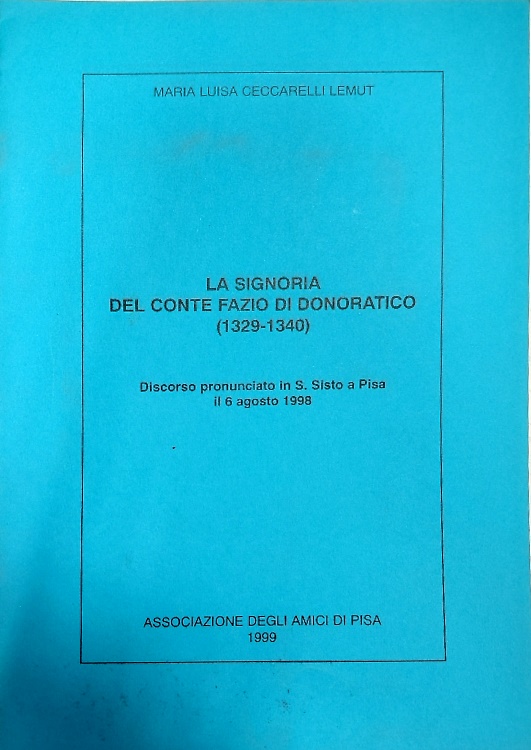 MARIA LUISA CECCARELLI LEMUT
LA SIGNORIA
DEL CONTE FAZIO DI DONORATICO
(1329-1340)
Discorso pronunciato in S. Sisto a Pisa
il 6 agosto 1998
ASSOCIAZIONE DEGLI AMICI DI PISA
1999